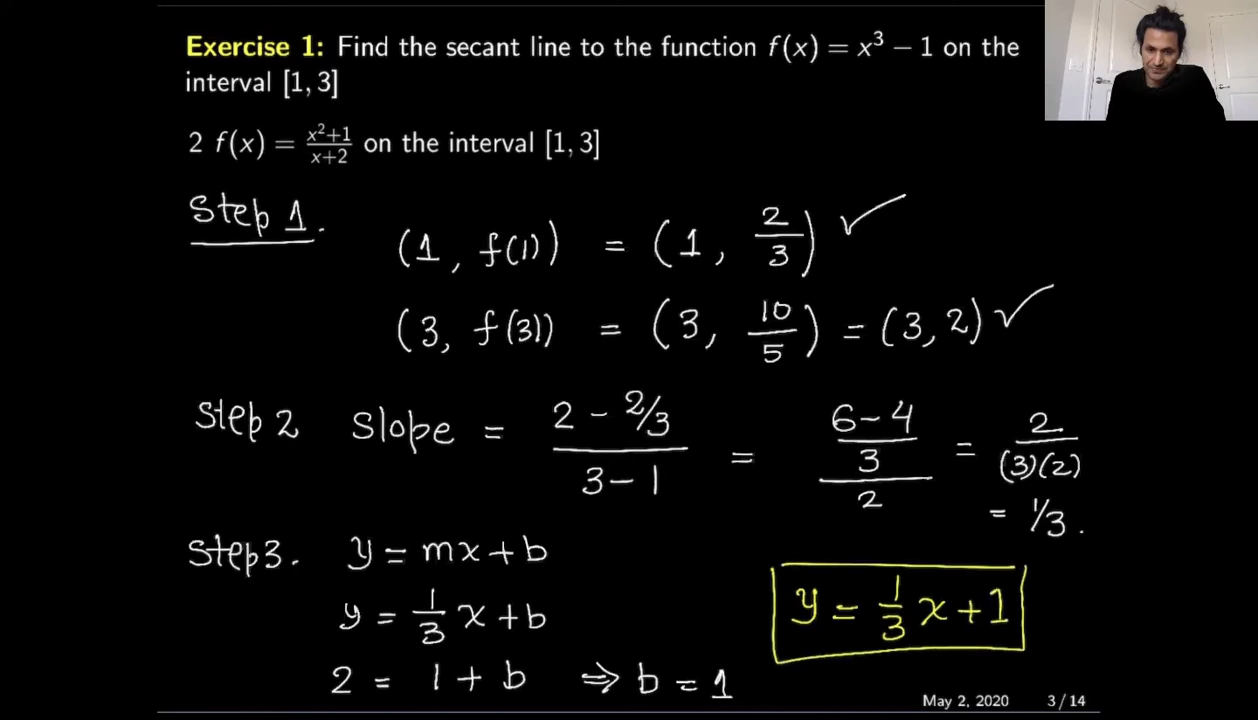 Exercise 1: Find the secant line to the function f(x) = x³ − 1 on the
interval [1, 3]
2 f(x) = (x²+1)/(x+2) on the interval [1, 3]
Step 1.
(1, f(1)) = (1, 2/3) ✓
(3, f(3)) = (3, 10/5) = (3, 2) ✓
Step 2 Slope = (2 − 2/3)/(3 − 1) = ((6 − 4)/3)/2 = 2/((3)(2))
= 1/3.
Step 3. y = mx + b
y = 1/3 x + b
2 = 1 + b ⇒ b = 1
y = 1/3 x + 1
May 2, 2020 3 / 14